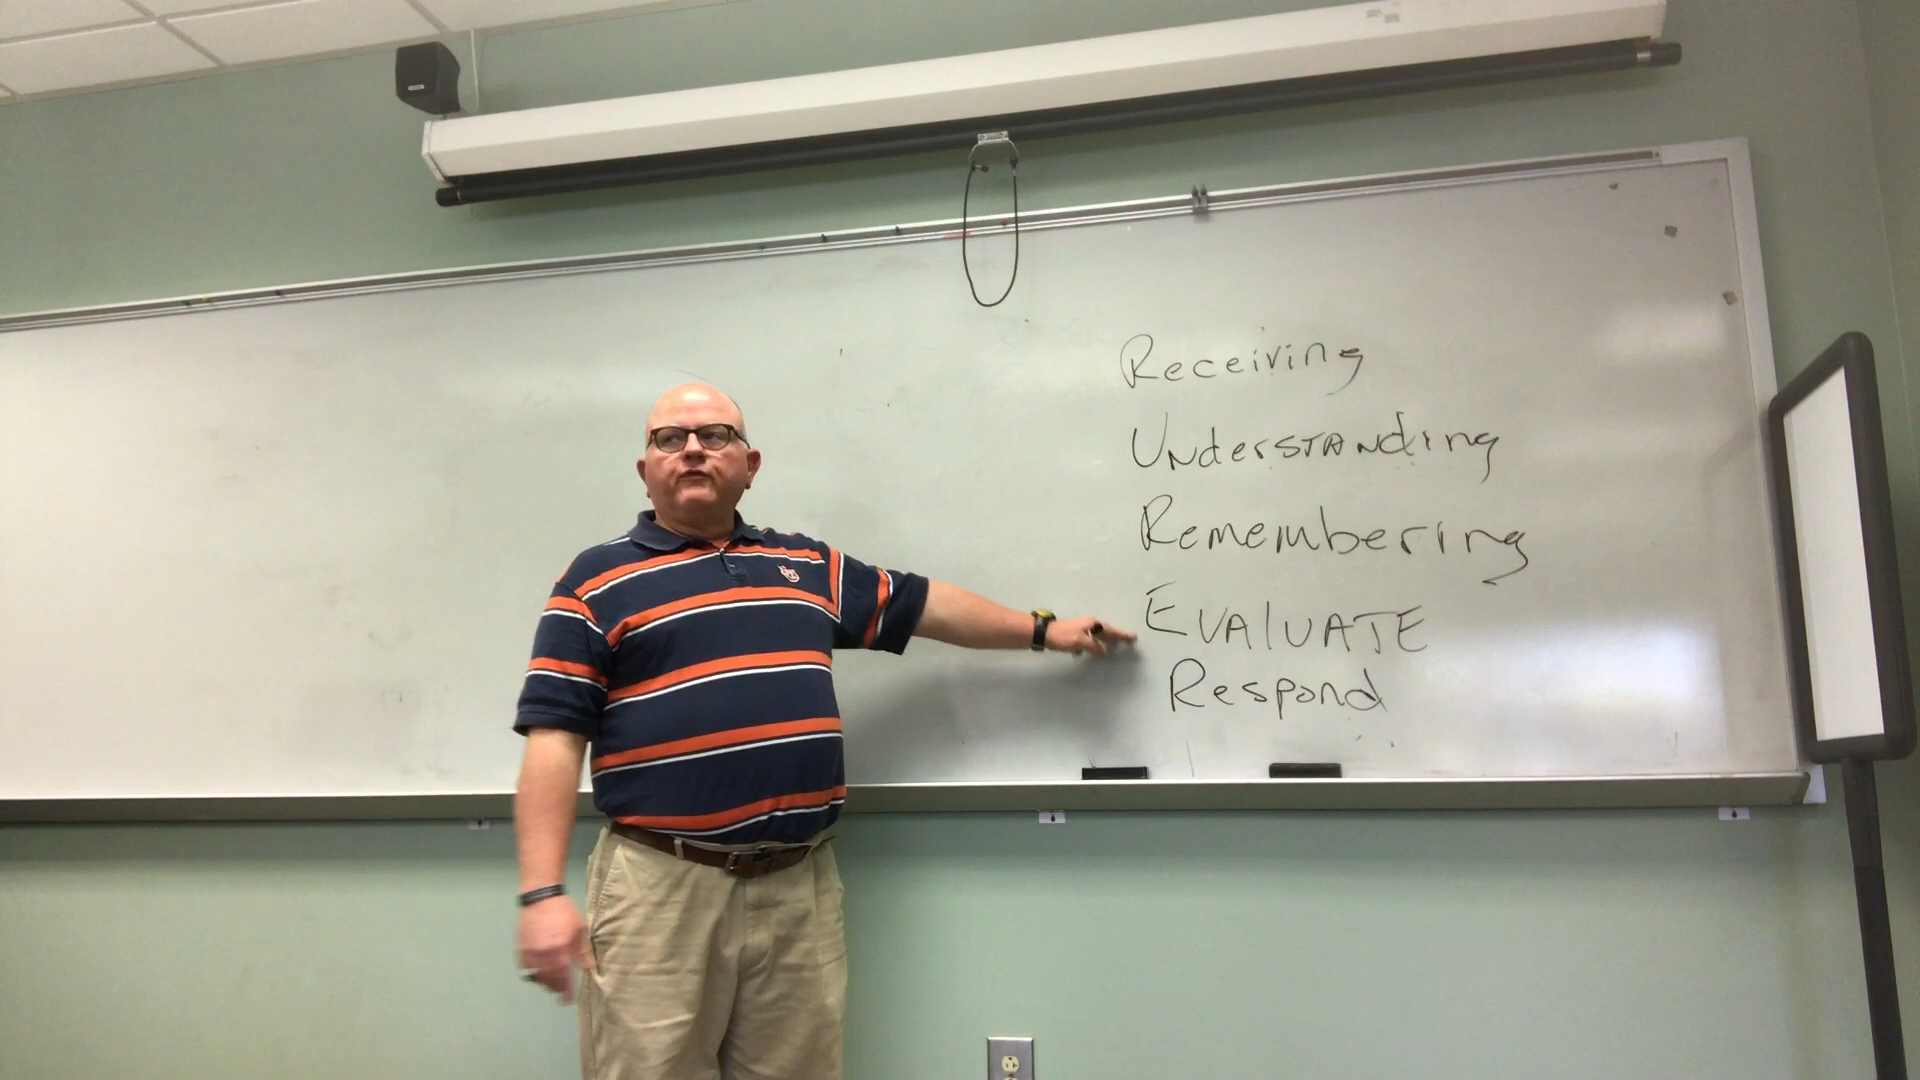 Receiving
Understanding
Remembering
Evaluate
Respond